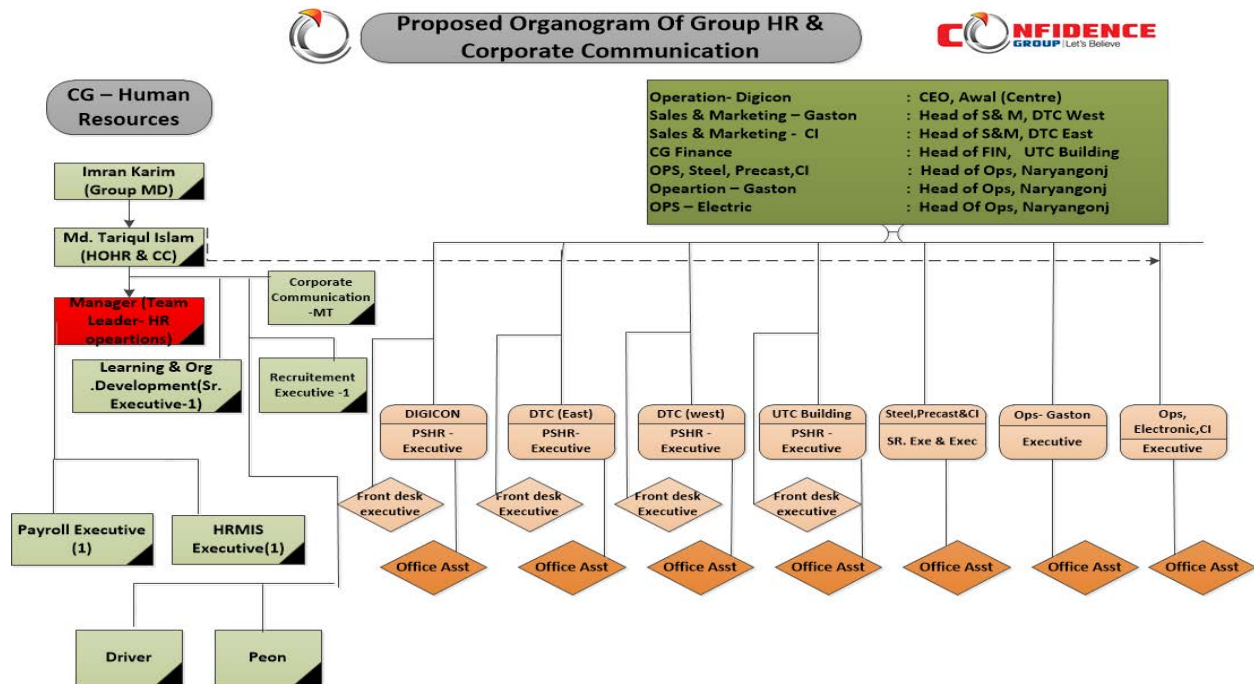 Proposed Organogram Of Group HR &
Corporate Communication
CONFIDENCE
GROUP | Let's Believe
CG – Human
Resources
Operation- Digicon : CEO, Awal (Centre)
Sales & Marketing – Gaston : Head of S& M, DTC West
Sales & Marketing - CI : Head of S&M, DTC East
CG Finance : Head of FIN, UTC Building
OPS, Steel, Precast,CI : Head of Ops, Naryangonj
Opeartion – Gaston : Head of Ops, Naryangonj
OPS – Electric : Head Of Ops, Naryangonj
Imran Karim
(Group MD)
Md. Tariqul Islam
(HOHR & CC)
Corporate
Communication
-MT
Manager (Team
Leader- HR
opeartions)
Learning & Org
.Development(Sr.
Executive-1)
Recruitement
Executive -1
DIGICON
PSHR -
Executive
DTC (East)
PSHR-
Executive
DTC (west)
PSHR -
Executive
UTC Building
PSHR -
Executive
Steel,Precast&CI
SR. Exe & Exec
Ops- Gaston
Executive
Ops,
Electronic,CI
Executive
Front desk
executive
Front desk
Executive
Front desk
Executive
Front desk
executive
Payroll Executive
(1)
HRMIS
Executive(1)
Office Asst
Office Asst
Office Asst
Office Asst
Office Asst
Office Asst
Office Asst
Driver
Peon